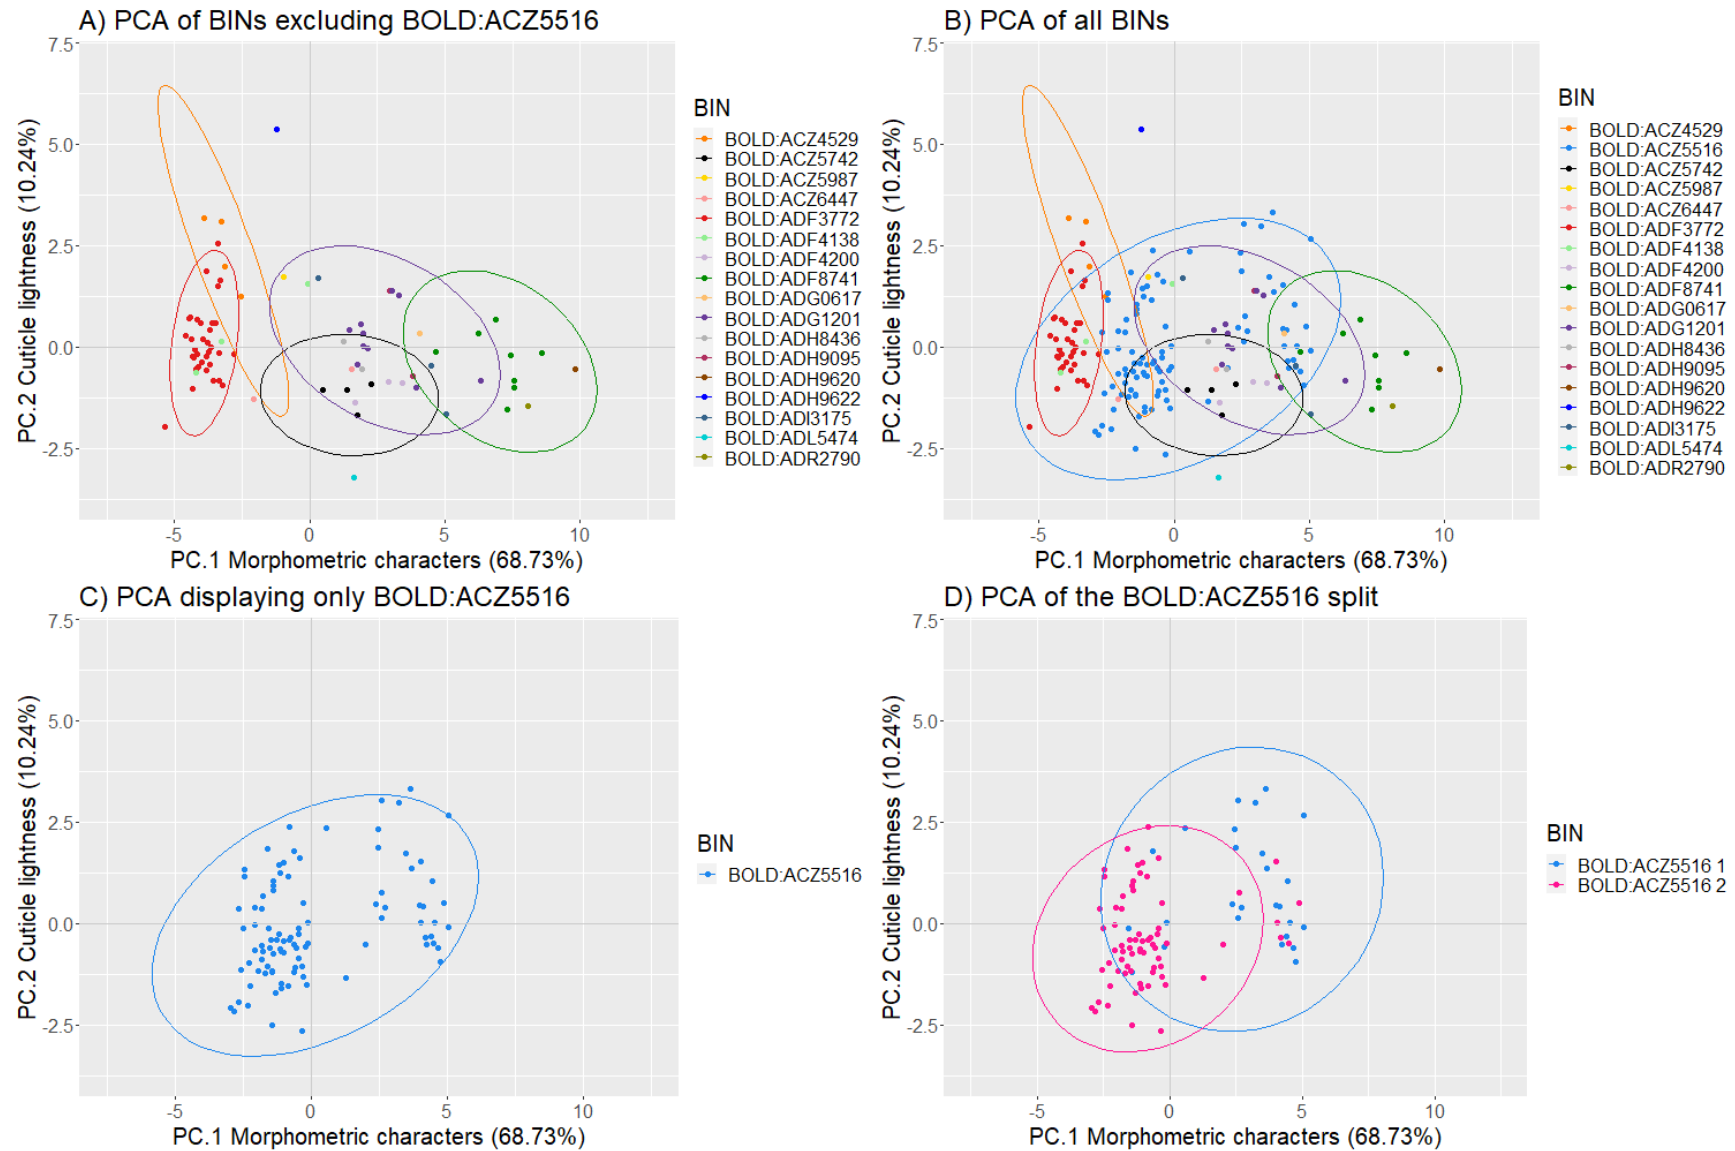 A) PCA of BINs excluding BOLD:ACZ5516
7.5
5.0
2.5
0.0
-2.5
PC.2 Cuticle lightness (10.24%)
-5 0 5 10
PC.1 Morphometric characters (68.73%)
BIN
BOLD:ACZ4529
BOLD:ACZ5742
BOLD:ACZ5987
BOLD:ACZ6447
BOLD:ADF3772
BOLD:ADF4138
BOLD:ADF4200
BOLD:ADF8741
BOLD:ADG0617
BOLD:ADG1201
BOLD:ADH8436
BOLD:ADH9095
BOLD:ADH9620
BOLD:ADH9622
BOLD:ADI3175
BOLD:ADL5474
BOLD:ADR2790
B) PCA of all BINs
7.5
5.0
2.5
0.0
-2.5
PC.2 Cuticle lightness (10.24%)
-5 0 5 10
PC.1 Morphometric characters (68.73%)
BIN
BOLD:ACZ4529
BOLD:ACZ5516
BOLD:ACZ5742
BOLD:ACZ5987
BOLD:ACZ6447
BOLD:ADF3772
BOLD:ADF4138
BOLD:ADF4200
BOLD:ADF8741
BOLD:ADG0617
BOLD:ADG1201
BOLD:ADH8436
BOLD:ADH9095
BOLD:ADH9620
BOLD:ADH9622
BOLD:ADI3175
BOLD:ADL5474
BOLD:ADR2790
C) PCA displaying only BOLD:ACZ5516
7.5
5.0
2.5
0.0
-2.5
PC.2 Cuticle lightness (10.24%)
-5 0 5 10
PC.1 Morphometric characters (68.73%)
BIN
BOLD:ACZ5516
D) PCA of the BOLD:ACZ5516 split
7.5
5.0
2.5
0.0
-2.5
PC.2 Cuticle lightness (10.24%)
-5 0 5 10
PC.1 Morphometric characters (68.73%)
BIN
BOLD:ACZ5516 1
BOLD:ACZ5516 2